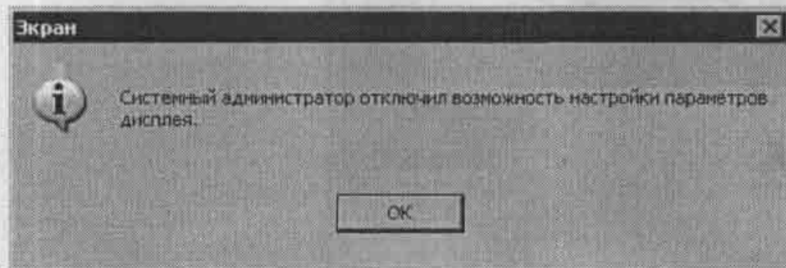 Экран
Системный администратор отключил возможность настройки параметров
дисплея.
OK